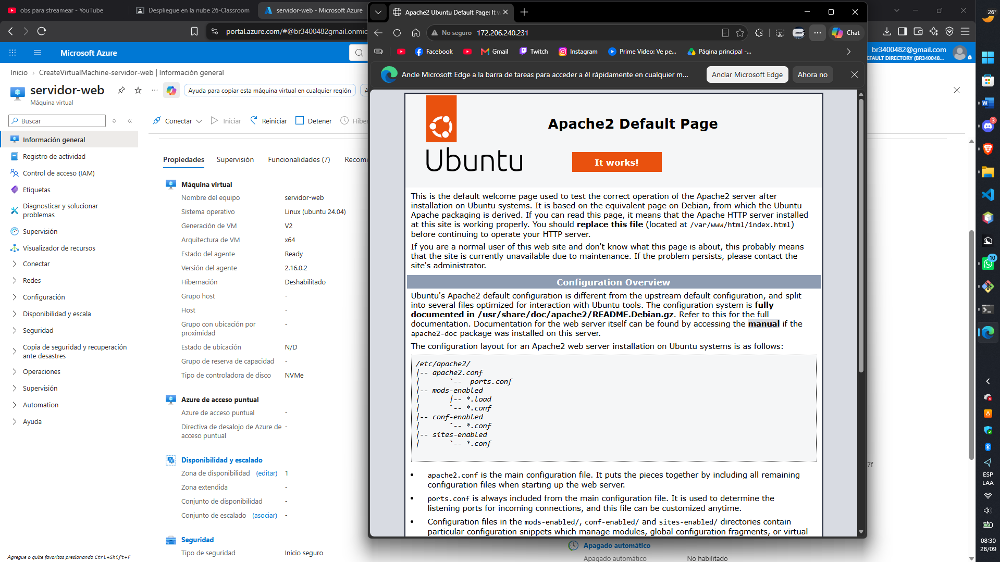 obs para streamear - YouTube
Despliegue en la nube 26-Classroom
servidor-web - Microsoft Azure
portal.azure.com/#@br3400482gmail.onmic
Microsoft Azure
br3400482@gmail.com
EFAULT DIRECTORY (BR340048...
Inicio › CreateVirtualMachine-servidor-web | Información general
servidor-web
Máquina virtual
Ayuda para copiar esta máquina virtual en cualquier región
Buscar
Conectar
Iniciar
Reiniciar
Detener
Hiber
Información general
Registro de actividad
Control de acceso (IAM)
Etiquetas
Diagnosticar y solucionar
problemas
Supervisión
Visualizador de recursos
Conectar
Redes
Configuración
Disponibilidad y escala
Seguridad
Copia de seguridad y recuperación
ante desastres
Operaciones
Supervisión
Automation
Ayuda
Agregue o quite favoritos presionando Ctrl+Shift+F
Propiedades Supervisión Funcionalidades (7) Recome
Máquina virtual
Nombre del equipo servidor-web
Sistema operativo Linux (ubuntu 24.04)
Generación de VM V2
Arquitectura de VM x64
Estado del agente Ready
Versión del agente 2.16.0.2
Hibernación Deshabilitado
Grupo host -
Host -
Grupo con ubicación por -
proximidad
Estado de ubicación N/D
Grupo de reserva de capacidad -
Tipo de controladora de disco NVMe
Azure de acceso puntual
Azure de acceso puntual -
Directiva de desalojo de Azure de -
acceso puntual
Disponibilidad y escalado
Zona de disponibilidad (editar) 1
Zona extendida -
Conjunto de disponibilidad -
Conjunto de escalado (asociar) -
Seguridad
Tipo de seguridad Inicio seguro
7f
Apagado automático
Apagado automático No habilitado
Apache2 Ubuntu Default Page: It w
No seguro 172.206.240.231
Chat
Facebook
Gmail
Twitch
Instagram
Prime Video: Ve pe...
Página principal -...
Ancle Microsoft Edge a la barra de tareas para acceder a él rápidamente en cualquier m...
Anclar Microsoft Edge
Ahora no
Ubuntu
Apache2 Default Page
It works!
This is the default welcome page used to test the correct operation of the Apache2 server after
installation on Ubuntu systems. It is based on the equivalent page on Debian, from which the Ubuntu
Apache packaging is derived. If you can read this page, it means that the Apache HTTP server installed
at this site is working properly. You should replace this file (located at /var/www/html/index.html)
before continuing to operate your HTTP server.
If you are a normal user of this web site and don't know what this page is about, this probably means
that the site is currently unavailable due to maintenance. If the problem persists, please contact the
site's administrator.
Configuration Overview
Ubuntu's Apache2 default configuration is different from the upstream default configuration, and split
into several files optimized for interaction with Ubuntu tools. The configuration system is fully
documented in /usr/share/doc/apache2/README.Debian.gz. Refer to this for the full
documentation. Documentation for the web server itself can be found by accessing the manual if the
apache2-doc package was installed on this server.
The configuration layout for an Apache2 web server installation on Ubuntu systems is as follows:
/etc/apache2/
|-- apache2.conf
|       `--  ports.conf
|-- mods-enabled
|       |-- *.load
|       `-- *.conf
|-- conf-enabled
|       `-- *.conf
|-- sites-enabled
|       `-- *.conf
• apache2.conf is the main configuration file. It puts the pieces together by including all remaining
configuration files when starting up the web server.
• ports.conf is always included from the main configuration file. It is used to determine the
listening ports for incoming connections, and this file can be customized anytime.
• Configuration files in the mods-enabled/, conf-enabled/ and sites-enabled/ directories contain
particular configuration snippets which manage modules, global configuration fragments, or virtual
26°
3
10
ESP
LAA
08:30
28/09